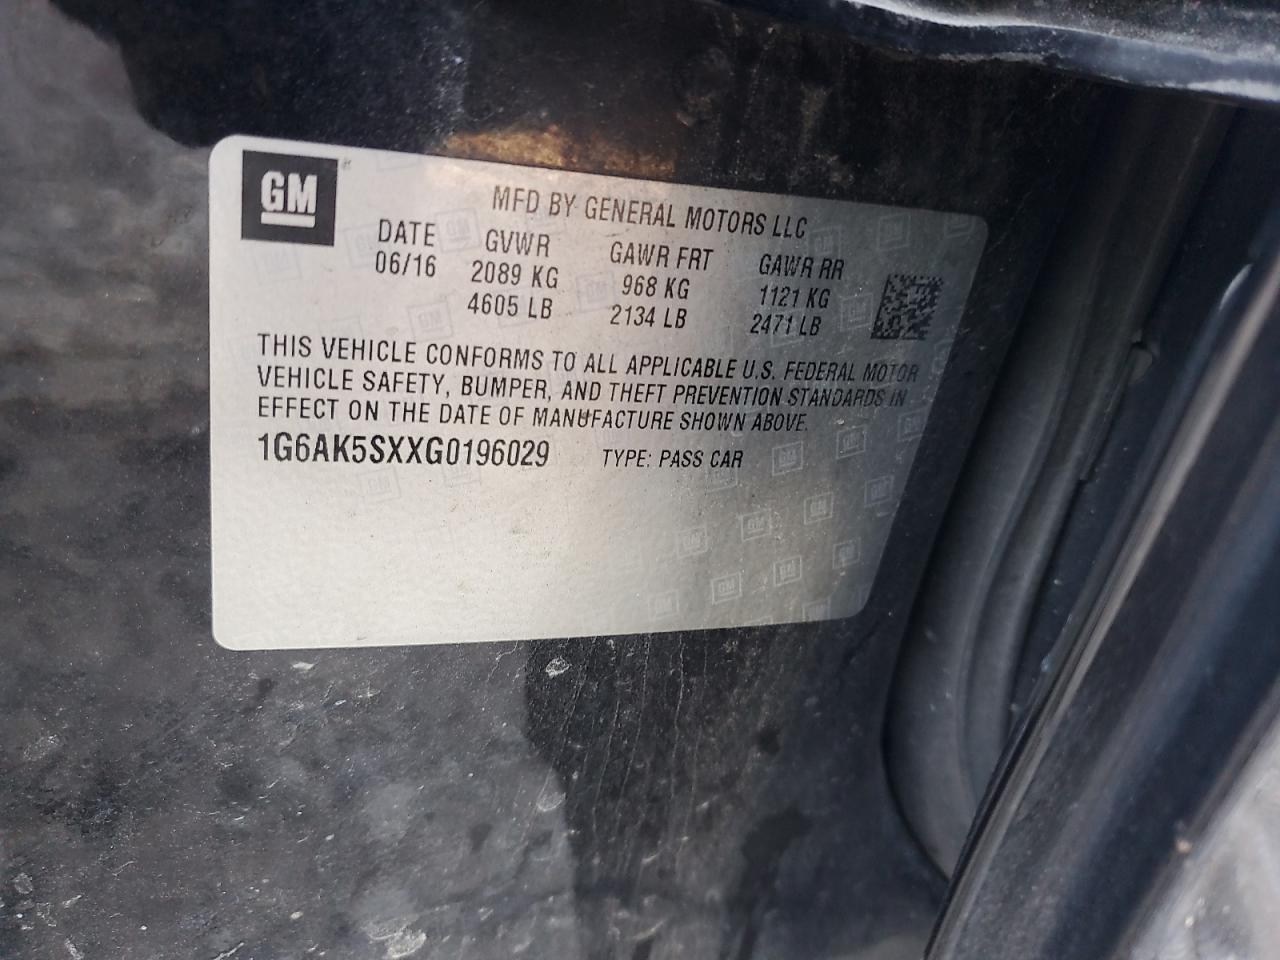 GM
MFD BY GENERAL MOTORS LLC
DATE GVWR GAWR FRT GAWR RR
06/16 2089 KG 968 KG 1121 KG
4605 LB 2134 LB 2471 LB
THIS VEHICLE CONFORMS TO ALL APPLICABLE U.S. FEDERAL MOTOR
VEHICLE SAFETY, BUMPER, AND THEFT PREVENTION STANDARDS IN
EFFECT ON THE DATE OF MANUFACTURE SHOWN ABOVE.
1G6AK5SXXG0196029 TYPE: PASS CAR